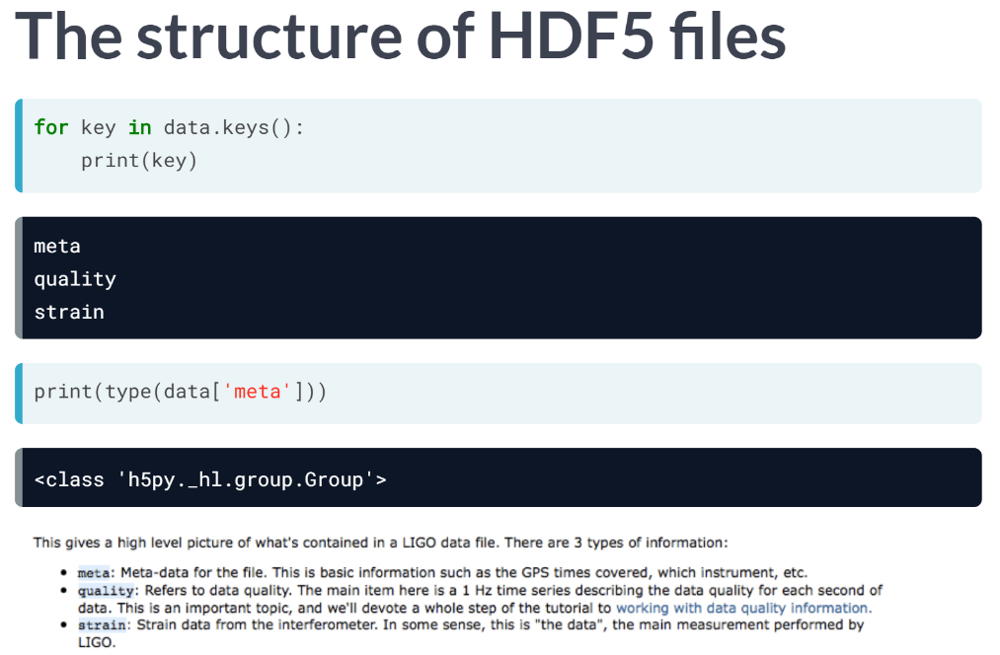 The structure of HDF5 files
for key in data.keys():
    print(key)
meta
quality
strain
print(type(data['meta']))
<class 'h5py._hl.group.Group'>
This gives a high level picture of what's contained in a LIGO data file. There are 3 types of information:
• meta: Meta-data for the file. This is basic information such as the GPS times covered, which instrument, etc.
• quality: Refers to data quality. The main item here is a 1 Hz time series describing the data quality for each second of
data. This is an important topic, and we'll devote a whole step of the tutorial to working with data quality information.
• strain: Strain data from the interferometer. In some sense, this is "the data", the main measurement performed by
LIGO.